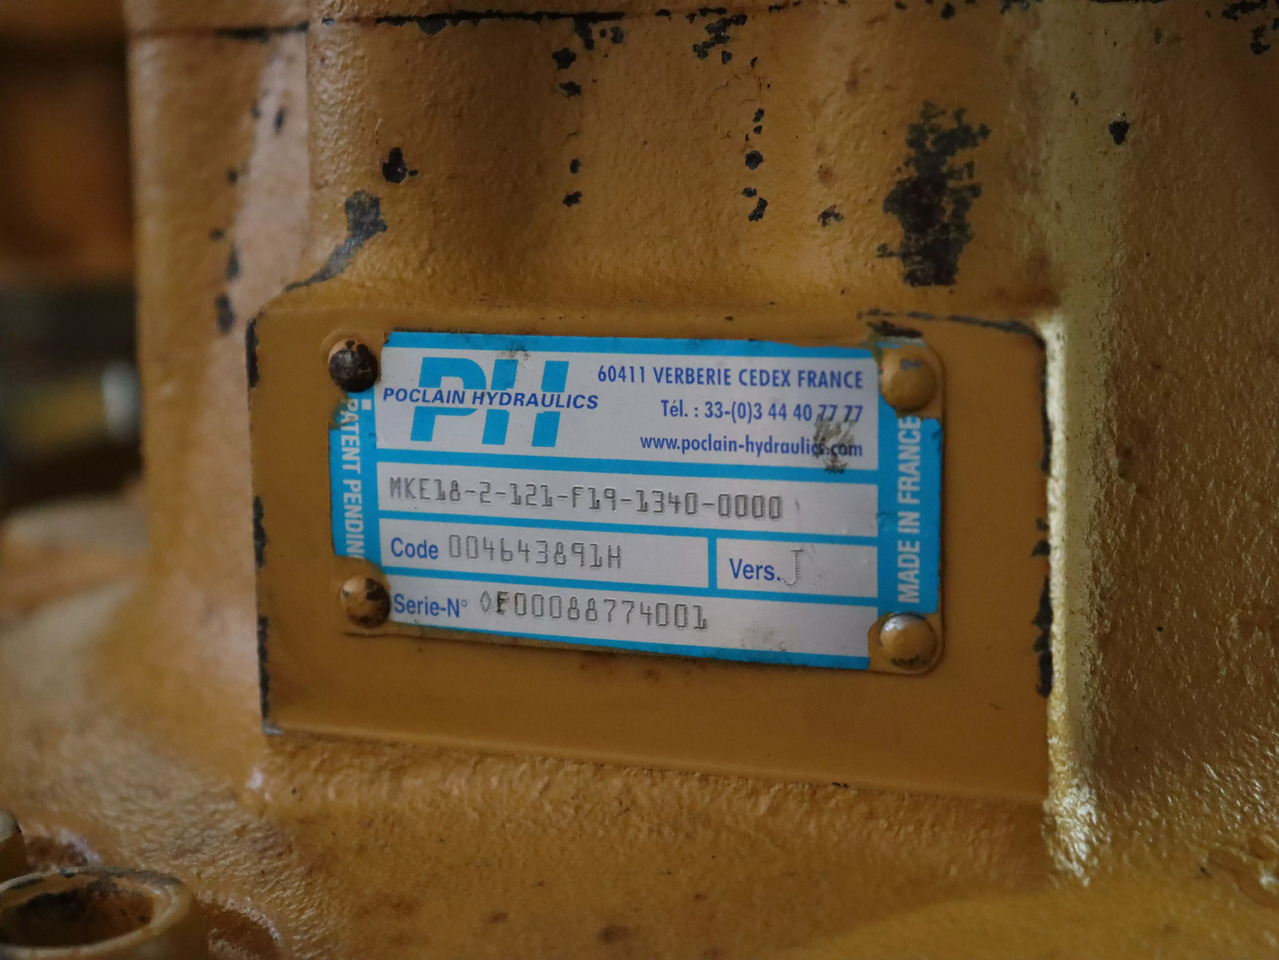 PH
POCLAIN HYDRAULICS
60411 VERBERIE CEDEX FRANCE
Tél. : 33-(0)3 44 40 77 77
www.poclain-hydraulics.com
PATENT PENDIN
MKE18-2-121-F19-1340-0000
Code 004643891H
Vers. J
Serie-N° 0F00088774001
MADE IN FRANCE